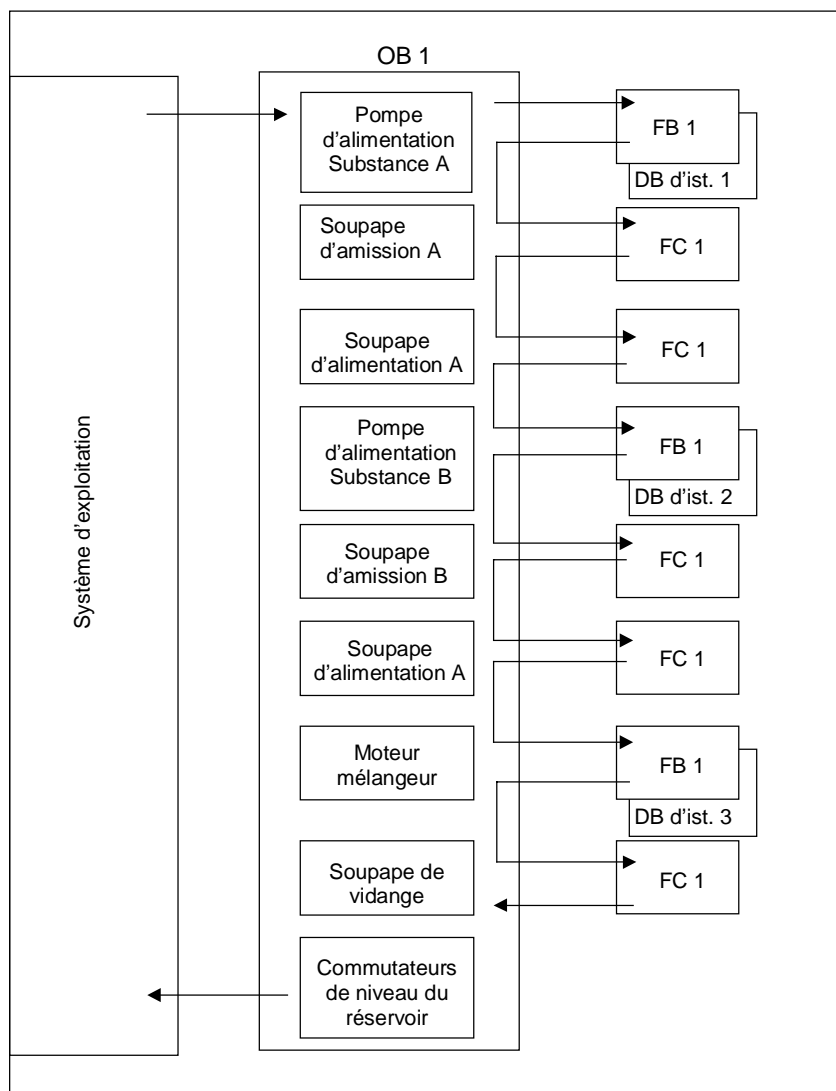 OB 1
Système d'exploitation
Pompe
d'alimentation
Substance A
FB 1
DB d'ist. 1
Soupape
d'amission A
FC 1
Soupape
d'alimentation A
FC 1
Pompe
d'alimentation
Substance B
FB 1
DB d'ist. 2
Soupape
d'amission B
FC 1
Soupape
d'alimentation A
FC 1
Moteur
mélangeur
FB 1
DB d'ist. 3
Soupape de
vidange
FC 1
Commutateurs
de niveau du
réservoir